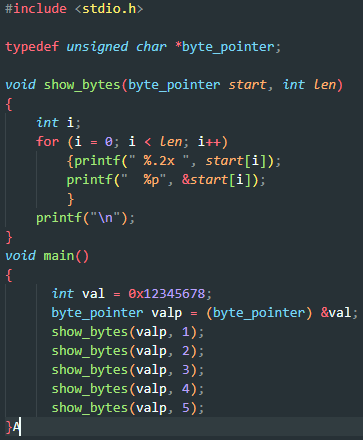 #include <stdio.h>
typedef unsigned char *byte_pointer;
void show_bytes(byte_pointer start, int len)
{
int i;
for (i = 0; i < len; i++)
{printf(" %.2x ", start[i]);
printf("  %p", &start[i]);
}
printf("\n");
}
void main()
{
int val = 0x12345678;
byte_pointer valp = (byte_pointer) &val;
show_bytes(valp, 1);
show_bytes(valp, 2);
show_bytes(valp, 3);
show_bytes(valp, 4);
show_bytes(valp, 5);
}A